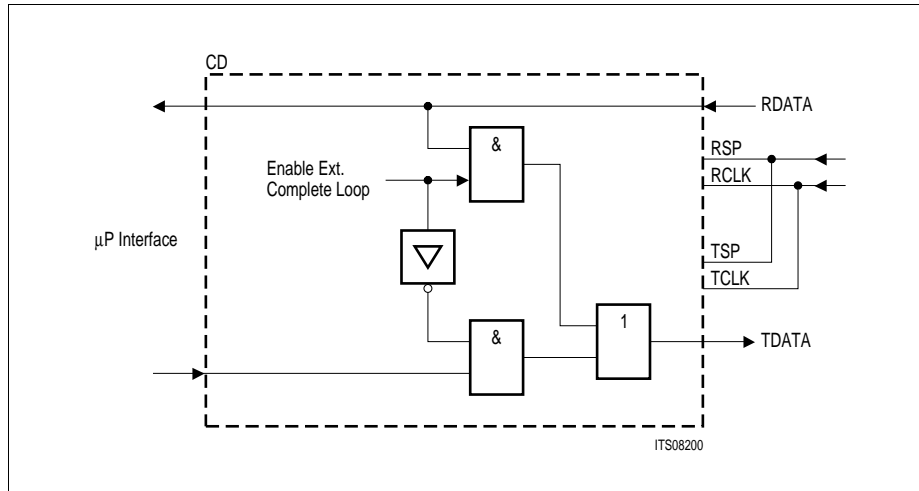 CD
RDATA
&
RSP
Enable Ext.
Complete Loop
RCLK
µP Interface
TSP
TCLK
&
1
TDATA
ITS08200